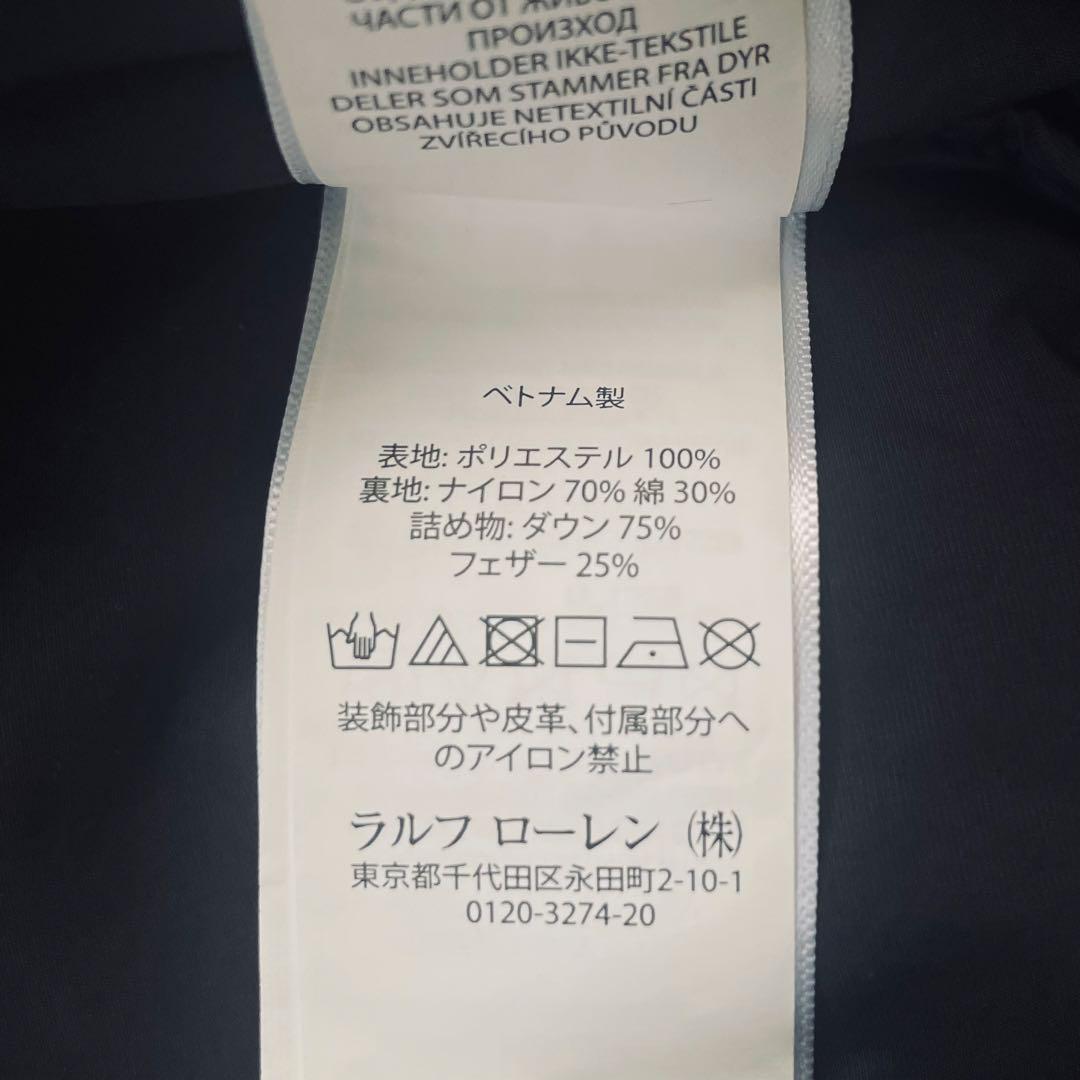 ЧАСТИ ОТ
ПРОИЗХОД
INNEHOLDER IKKE-TEKSTILE
DELER SOM STAMMER FRA DYR
OBSAHUJE NETEXTILNÍ ČÁSTI
ZVÍŘECÍHO PŮVODU
ベトナム製
表地: ポリエステル 100%
裏地: ナイロン 70% 綿 30%
詰め物: ダウン 75%
フェザー 25%
装飾部分や皮革、付属部分へ
のアイロン禁止
ラルフ ローレン (株)
東京都千代田区永田町2-10-1
0120-3274-20